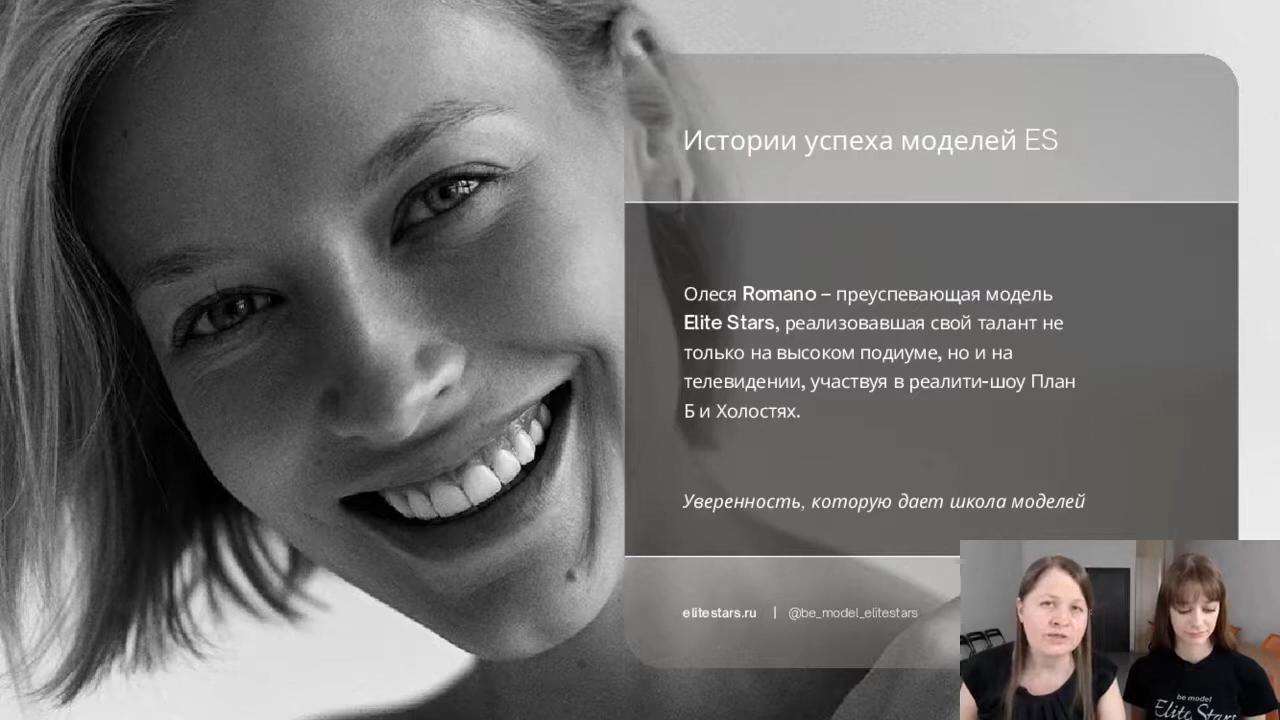 Истории успеха моделей ES
Олеся Romano – преуспевающая модель
Elite Stars, реализовавшая свой талант не
только на высоком подиуме, но и на
телевидении, участвуя в реалити-шоу План
Б и Холостях.
Уверенность, которую дает школа моделей
elitestars.ru | @be_model_elitestars
be model
Elite Stars